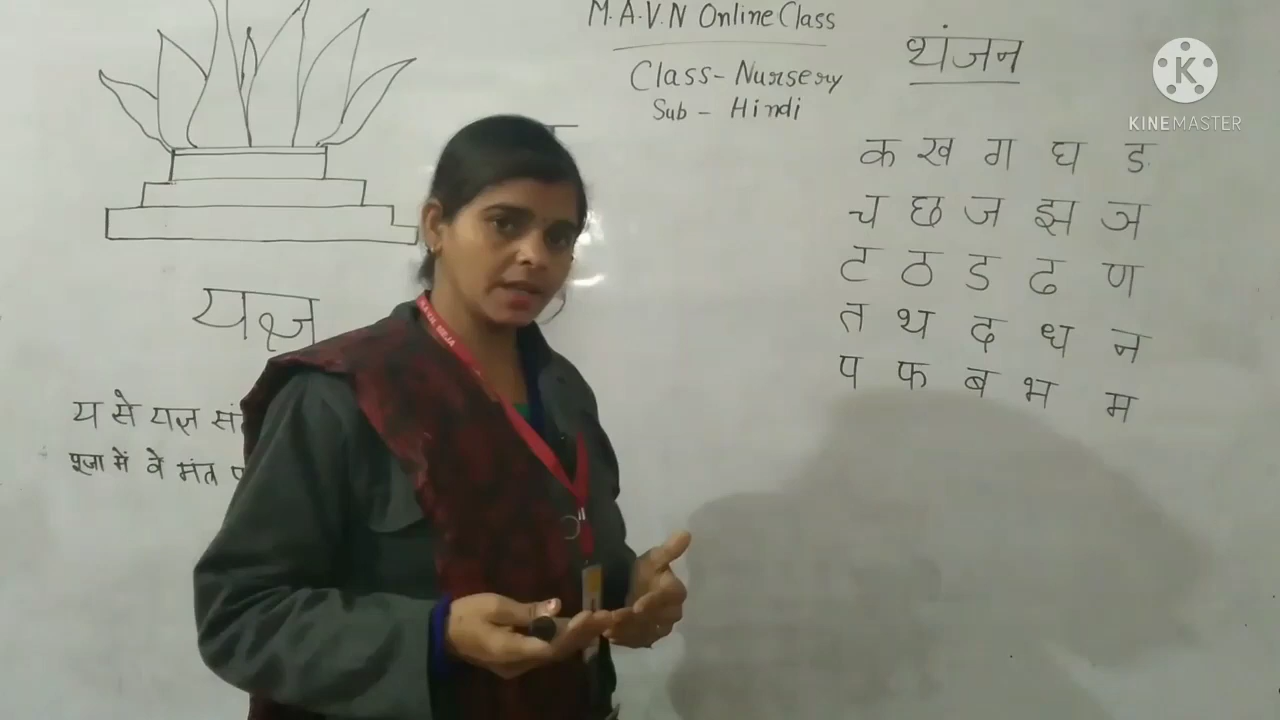 M.A.V.N Online Class
Class - Nursery
Sub - Hindi
यज्ञ
य से यज्ञ
पूजा में वे मंत्र
व्यंजन
क ख ग घ ङ
च छ ज झ ञ
ट ठ ड ढ ण
त थ द ध न
प फ ब भ म
KINEMASTER